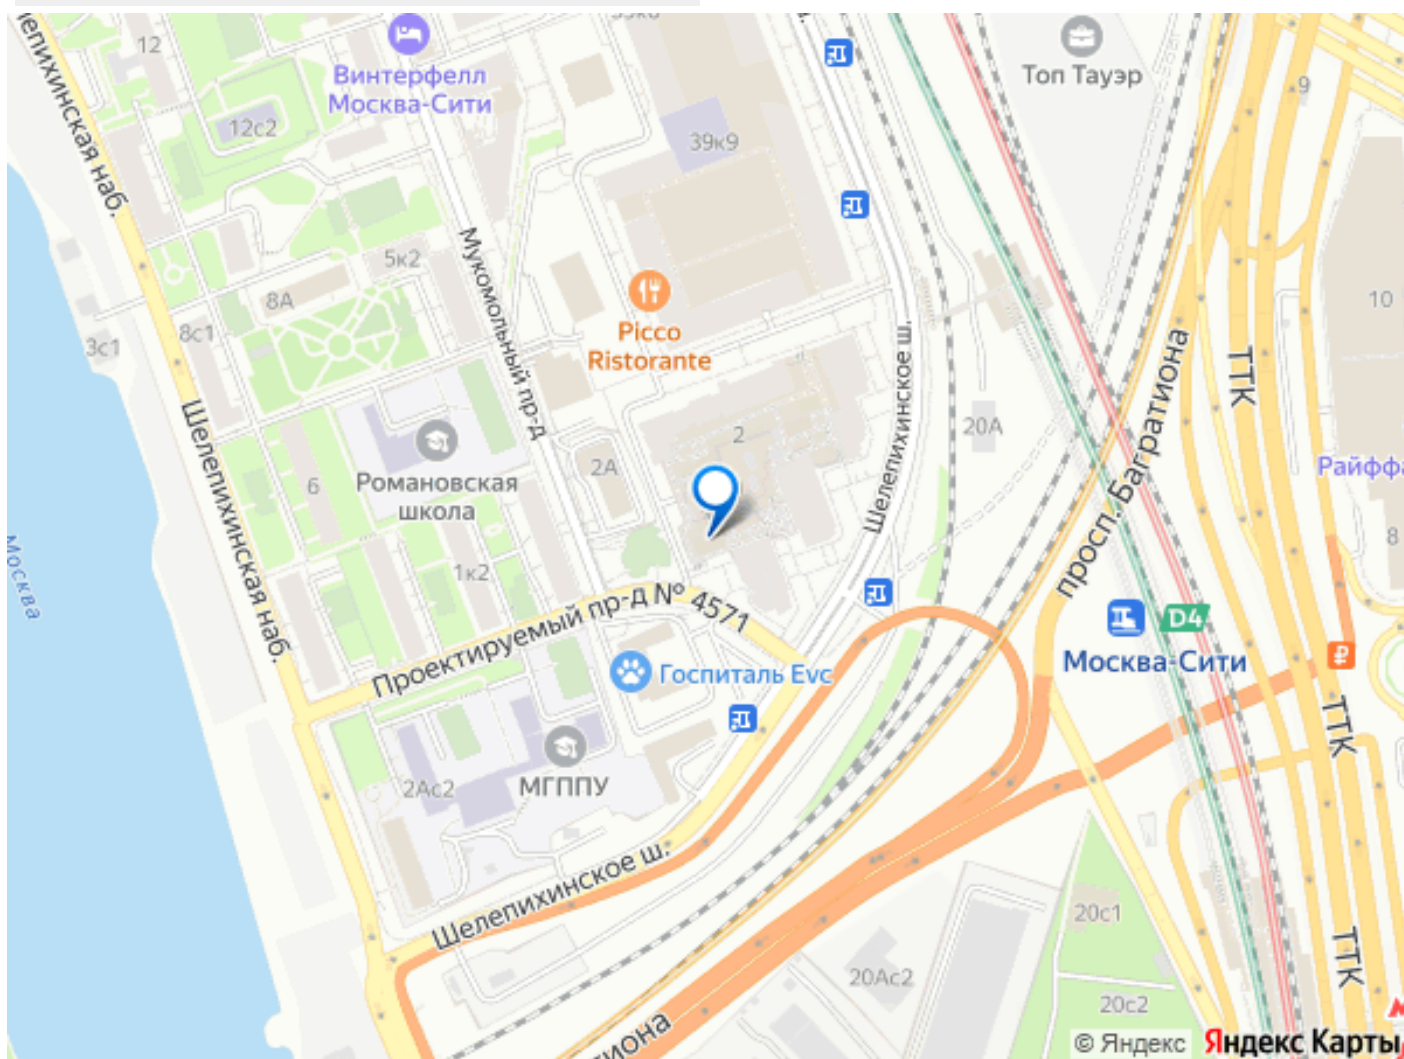 12
Винтерфелл
Москва-Сити
12с2
39к9
Топ Тауэр
9
Мукомольный пр-д
5к2
8А
8с1
3с1
10
Picco
Ristorante
Шелепихинское ш.
просп. Багратиона
ТТК
Шелепихинская наб.
Романовская
школа
6
2А
2
20А
Райффа
8
Москва
1к2
Проектируемый пр-д № 4571
D4
Москва-Сити
Госпиталь Evc
₽
ТТК
2Ас2
МГППУ
Шелепихинское ш.
20с1
20Ас2
20с2
ТТК
© Яндекс
Яндекс Карты